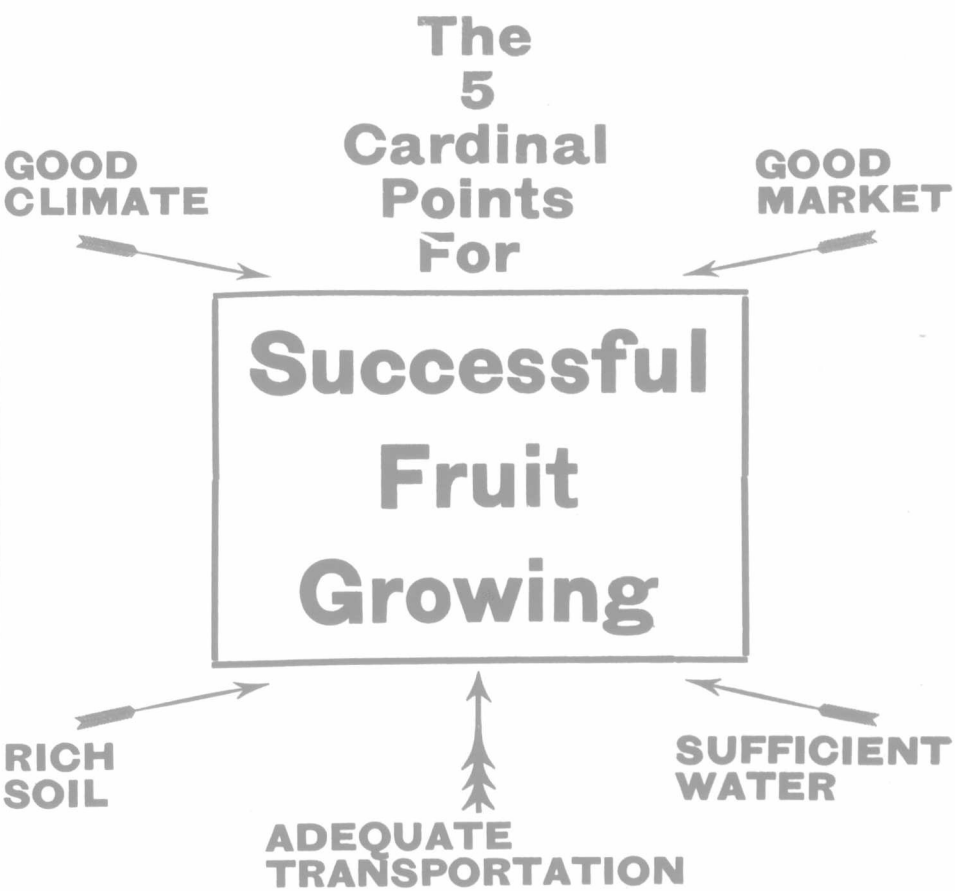 The
5
Cardinal
Points
For
GOOD
CLIMATE
GOOD
MARKET
Successful
Fruit
Growing
RICH
SOIL
SUFFICIENT
WATER
ADEQUATE
TRANSPORTATION